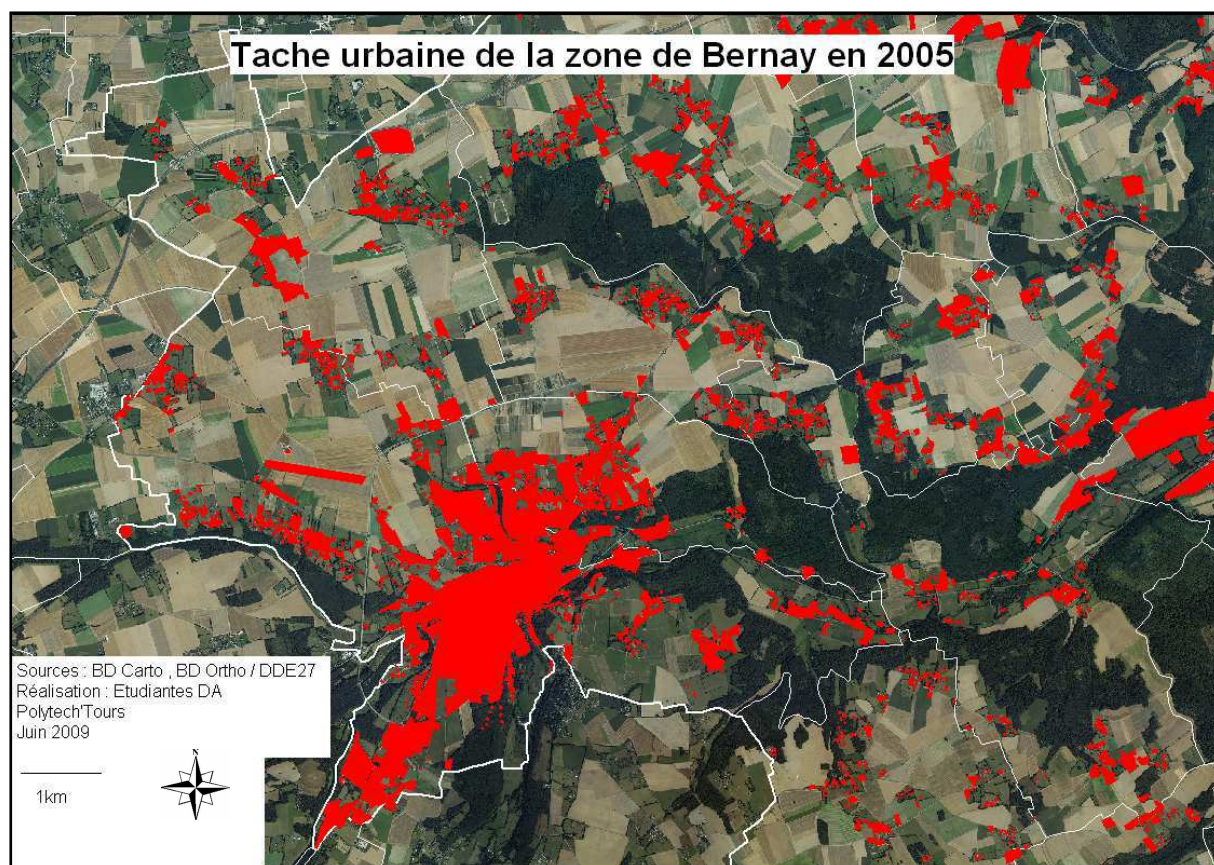 Tache urbaine de la zone de Bernay en 2005
Sources : BD Carto , BD Ortho / DDE27
Réalisation : Etudiantes DA
Polytech'Tours
Juin 2009
N
1km